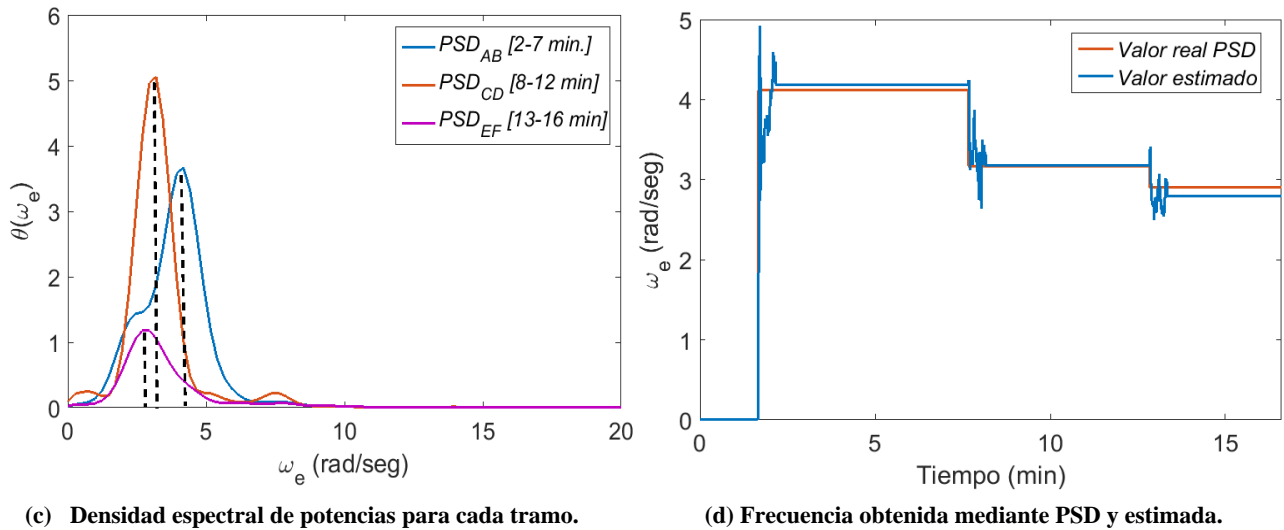 6
5
4
3
2
1
0
θ(ω_e)
PSD_AB [2-7 min.]
PSD_CD [8-12 min]
PSD_EF [13-16 min]
0 5 10 15 20
ω_e (rad/seg)
(c) Densidad espectral de potencias para cada tramo.
5
4
3
2
1
0
ω_e (rad/seg)
Valor real PSD
Valor estimado
0 5 10 15
Tiempo (min)
(d) Frecuencia obtenida mediante PSD y estimada.